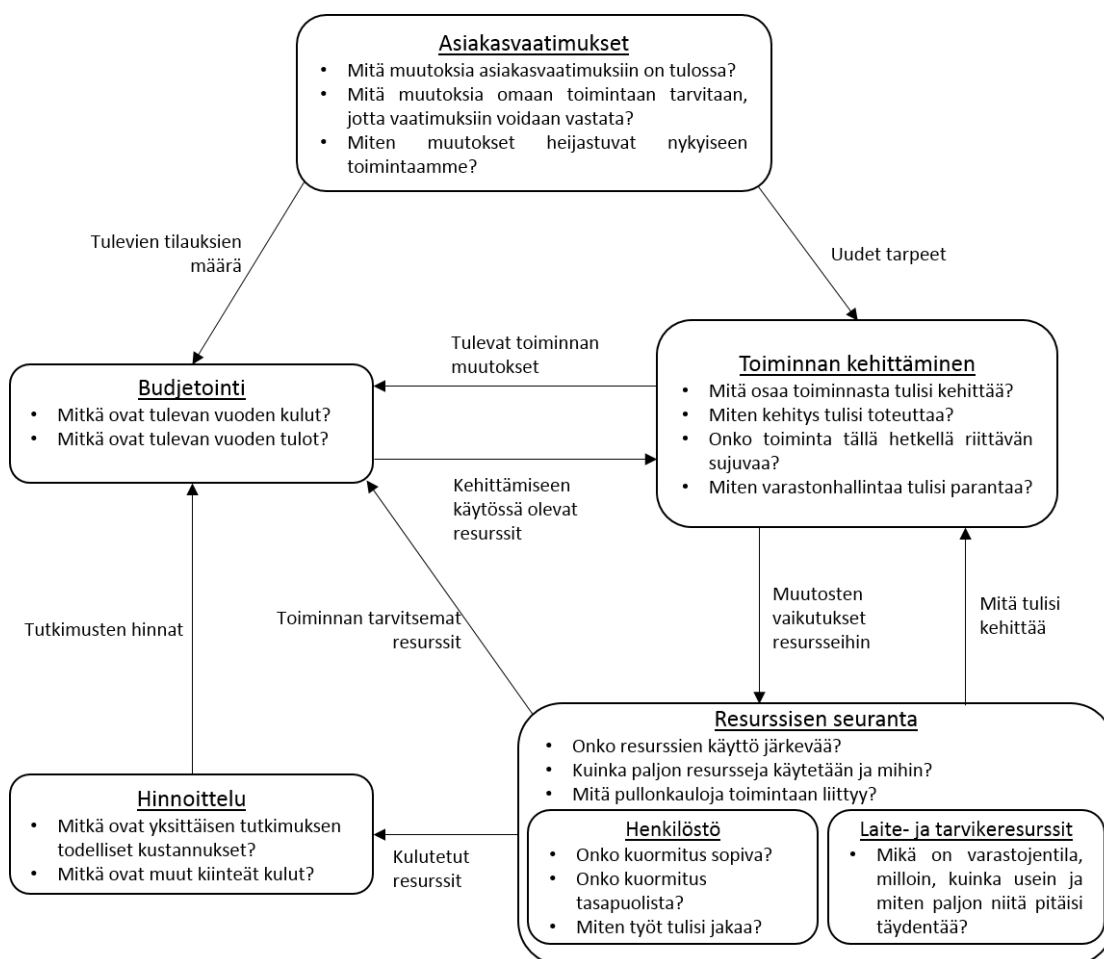 Asiakasvaatimukset
• Mitä muutoksia asiakasvaatimuksiin on tulossa?
• Mitä muutoksia omaan toimintaan tarvitaan,
jotta vaatimuksiin voidaan vastata?
• Miten muutokset heijastuvat nykyiseen
toimintaamme?
Tulevien tilauksien
määrä
Uudet tarpeet
Budjetointi
• Mitkä ovat tulevan vuoden kulut?
• Mitkä ovat tulevan vuoden tulot?
Tulevat toiminnan
muutokset
Toiminnan kehittäminen
• Mitä osaa toiminnasta tulisi kehittää?
• Miten kehitys tulisi toteuttaa?
• Onko toiminta tällä hetkellä riittävän
sujuvaa?
• Miten varastonhallintaa tulisi parantaa?
Kehittämiseen
käytössä olevat
resurssit
Tutkimusten hinnat
Toiminnan tarvitsemat
resurssit
Muutosten
vaikutukset
resursseihin
Mitä tulisi
kehittää
Resurssisen seuranta
• Onko resurssien käyttö järkevää?
• Kuinka paljon resursseja käytetään ja mihin?
• Mitä pullonkauloja toimintaan liittyy?
Hinnoittelu
• Mitkä ovat yksittäisen tutkimuksen
todelliset kustannukset?
• Mitkä ovat muut kiinteät kulut?
Kulutetut
resurssit
Henkilöstö
• Onko kuormitus sopiva?
• Onko kuormitus
tasapuolista?
• Miten työt tulisi jakaa?
Laite- ja tarvikeresurssit
• Mikä on varastojentila,
milloin, kuinka usein ja
miten paljon niitä pitäisi
täydentää?